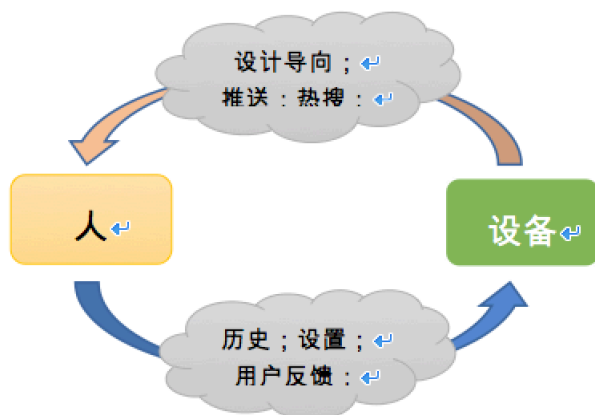 设计导向；
推送：热搜：
人
设备
历史；设置；
用户反馈：